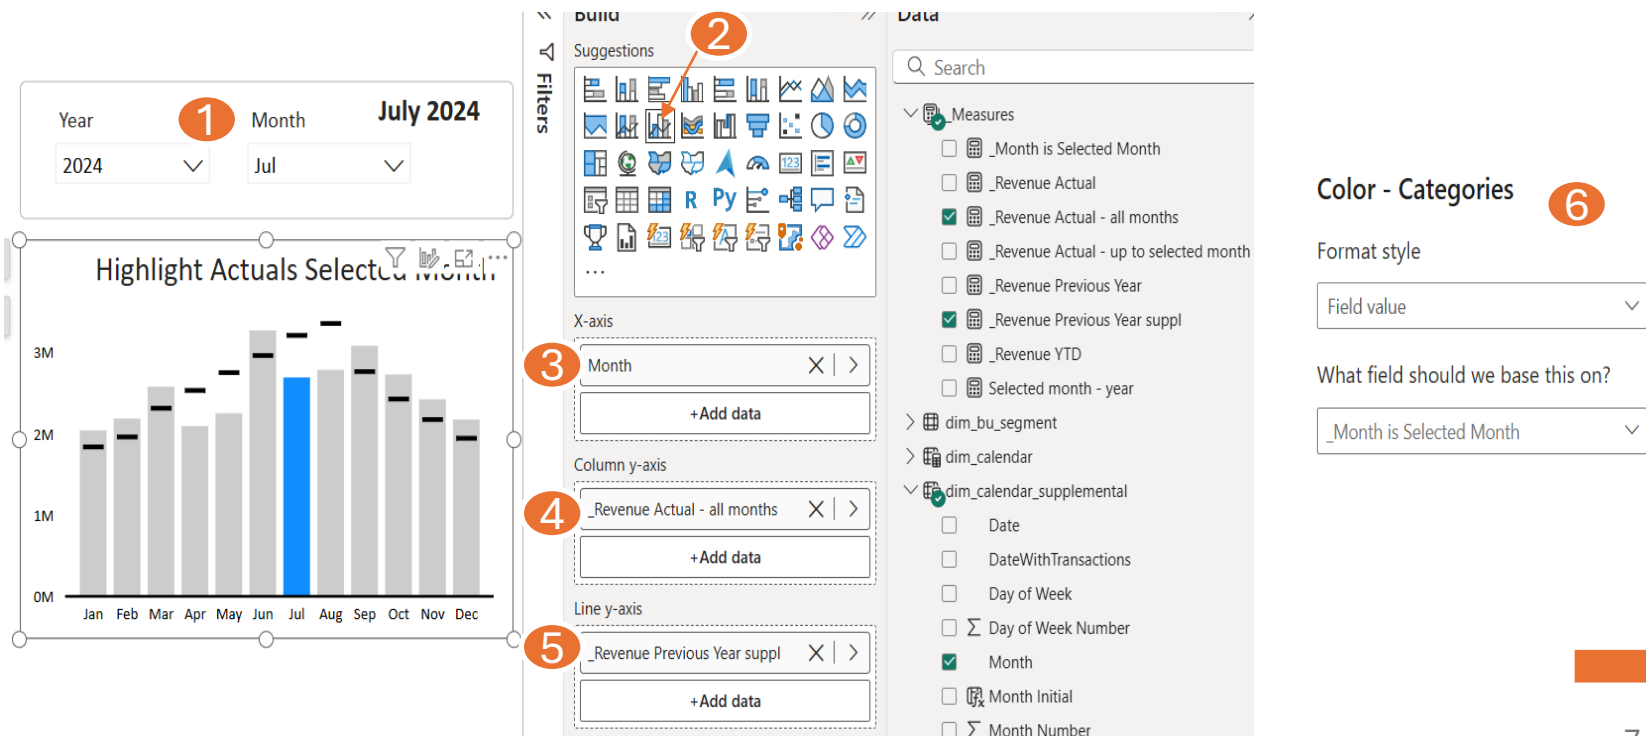 1
Year
Month
July 2024
2024
Jul
Highlight Actuals Selected Month
3M
2M
1M
0M
Jan Feb Mar Apr May Jun Jul Aug Sep Oct Nov Dec
Filters
Build
2
Suggestions
R
Py
123
123
...
X-axis
3
Month
+Add data
Column y-axis
4
_Revenue Actual - all months
+Add data
Line y-axis
5
_Revenue Previous Year suppl
+Add data
Data
Search
_Measures
_Month is Selected Month
_Revenue Actual
_Revenue Actual - all months
_Revenue Actual - up to selected month
_Revenue Previous Year
_Revenue Previous Year suppl
_Revenue YTD
Selected month - year
dim_bu_segment
dim_calendar
dim_calendar_supplemental
Date
DateWithTransactions
Day of Week
Σ Day of Week Number
Month
Month Initial
Σ Month Number
Color - Categories
6
Format style
Field value
What field should we base this on?
_Month is Selected Month